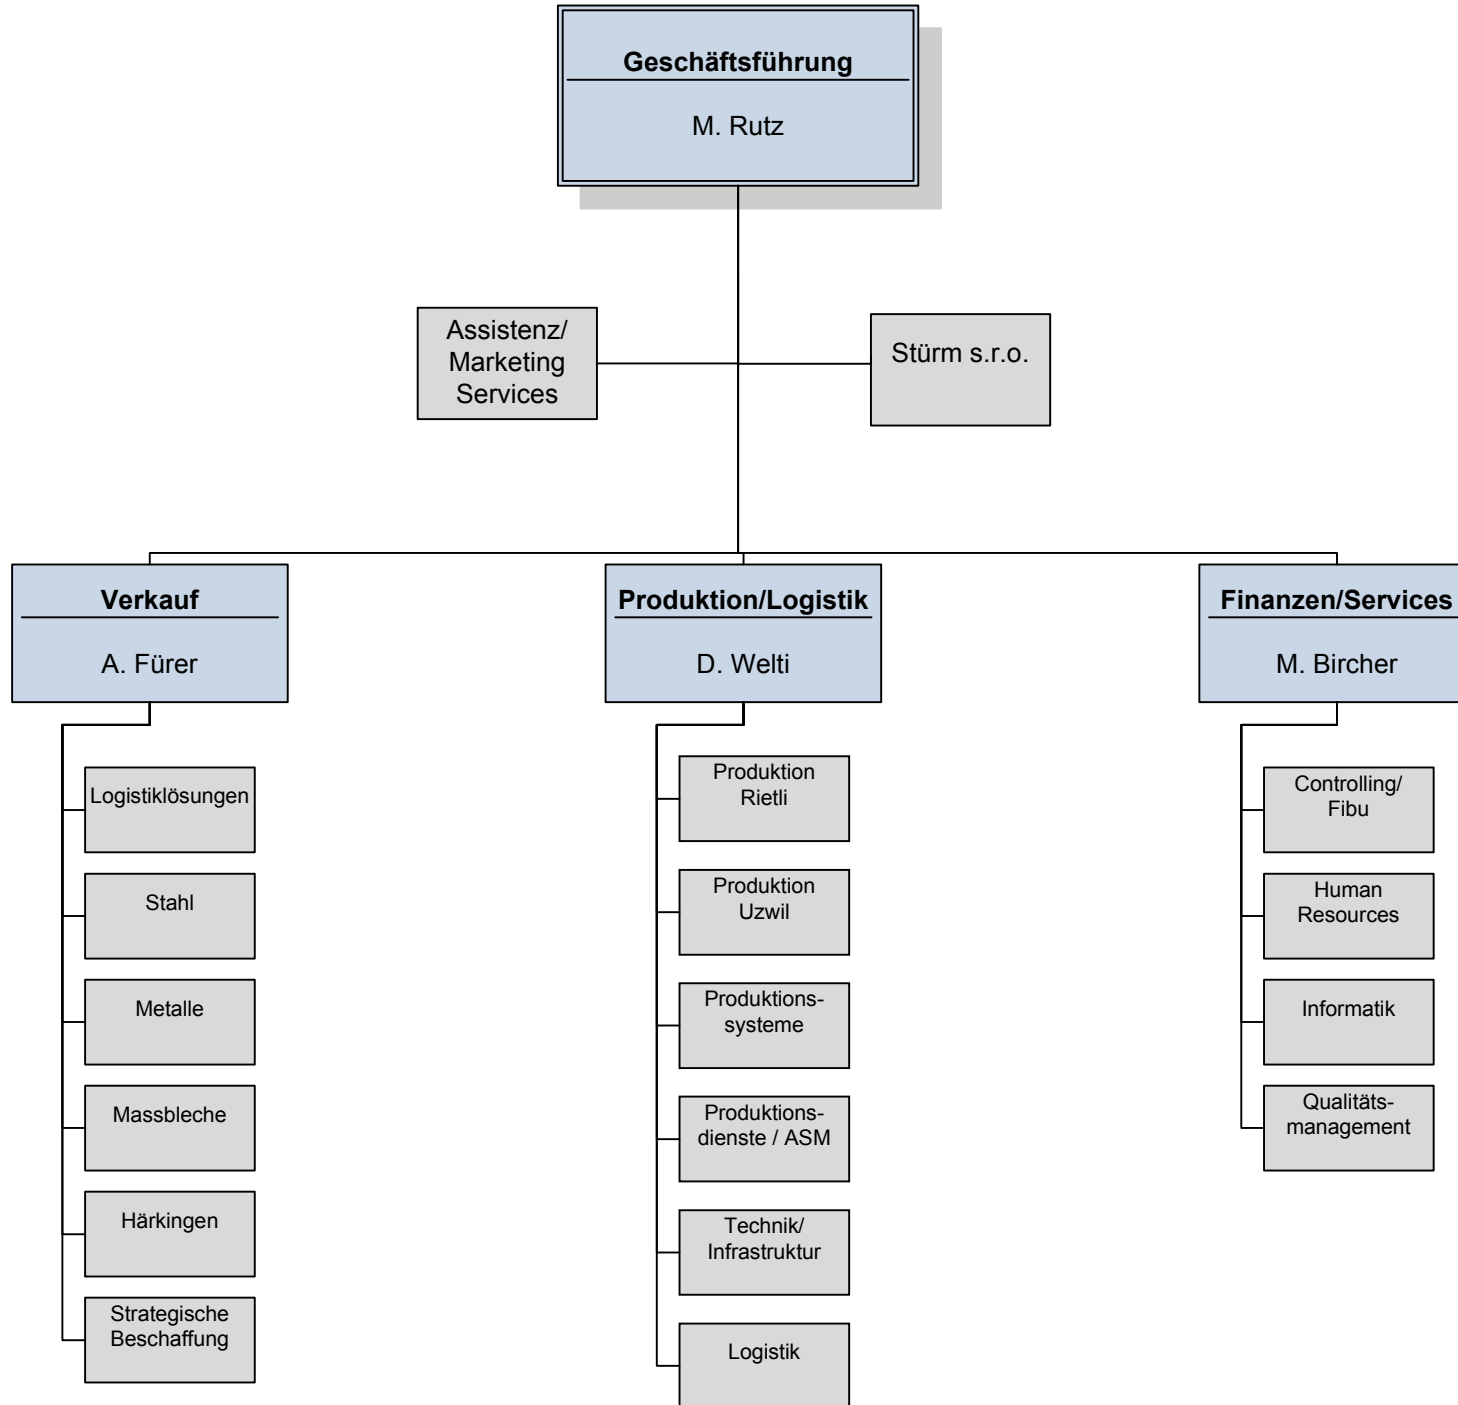 Geschäftsführung
M. Rutz
Assistenz/
Marketing
Services
Stürm s.r.o.
Verkauf
A. Fürer
Logistiklösungen
Stahl
Metalle
Massbleche
Härkingen
Strategische
Beschaffung
Produktion/Logistik
D. Welti
Produktion
Rietli
Produktion
Uzwil
Produktions-
systeme
Produktions-
dienste / ASM
Technik/
Infrastruktur
Logistik
Finanzen/Services
M. Bircher
Controlling/
Fibu
Human
Resources
Informatik
Qualitäts-
management